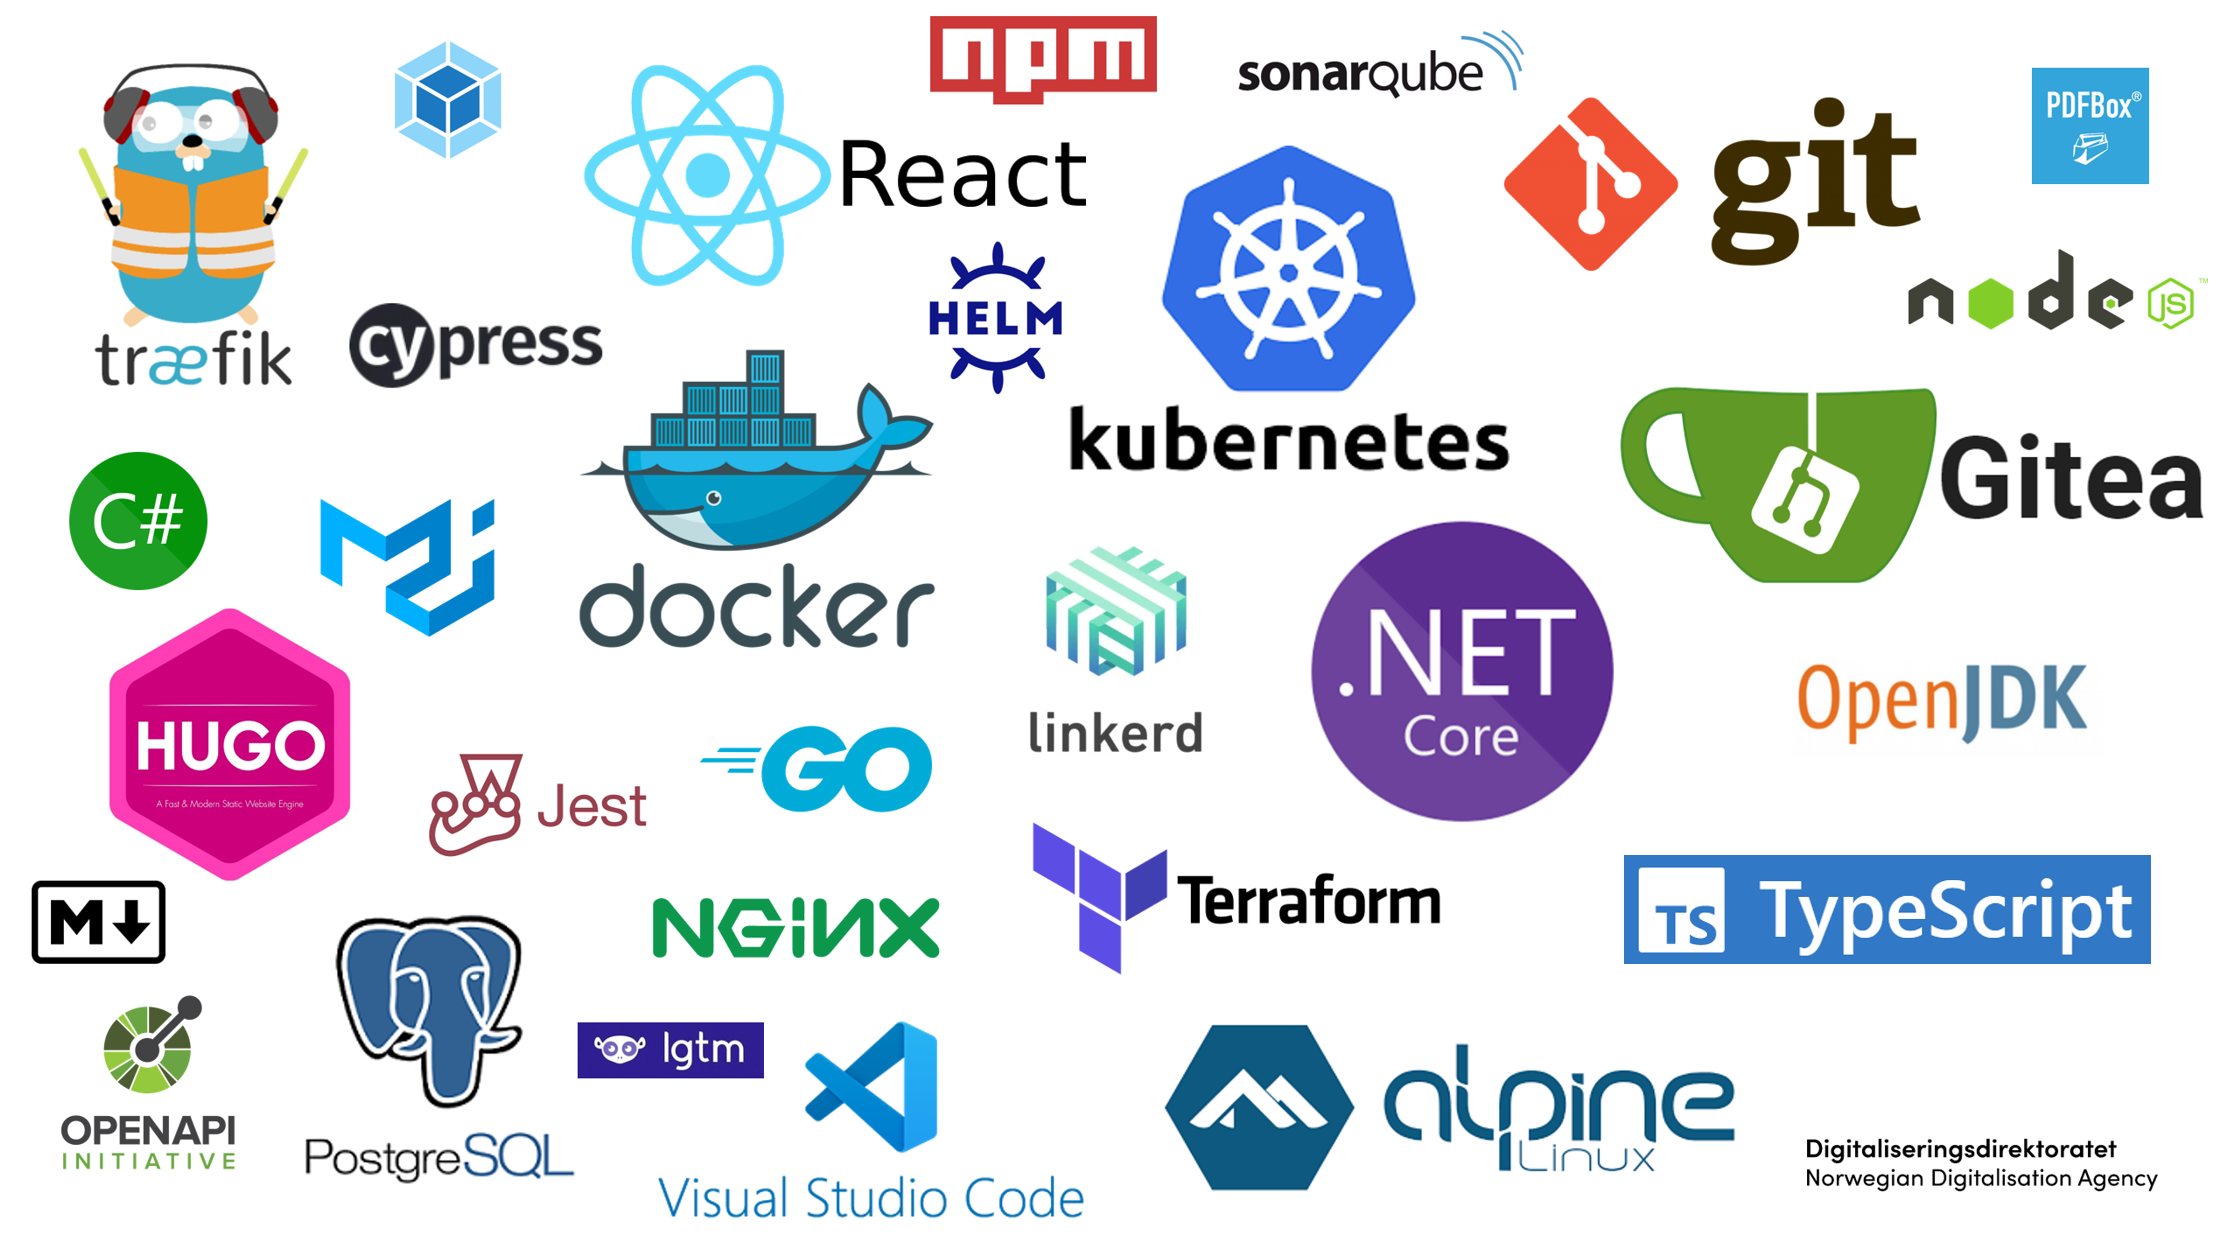 npm
sonarqube
PDFBox®
git
React
node JS ™
HELM
træfik
cypress
kubernetes
Gitea
C#
docker
.NET
Core
linkerd
OpenJDK
HUGO
A Fast & Modern Static Website Engine
GO
Jest
Terraform
TS TypeScript
M
NGINX
lgtm
OPENAPI
INITIATIVE
PostgreSQL
Visual Studio Code
alpine
Linux
Digitaliseringsdirektoratet
Norwegian Digitalisation Agency